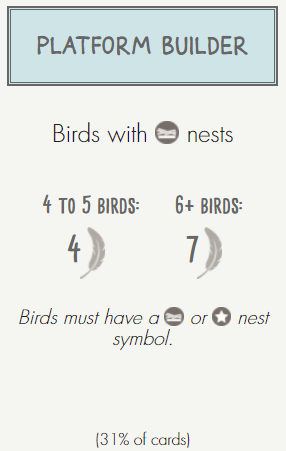 PLATFORM BUILDER
Birds with nests
4 TO 5 BIRDS: 6+ BIRDS:
4 7
Birds must have a or nest
symbol.
(31% of cards)